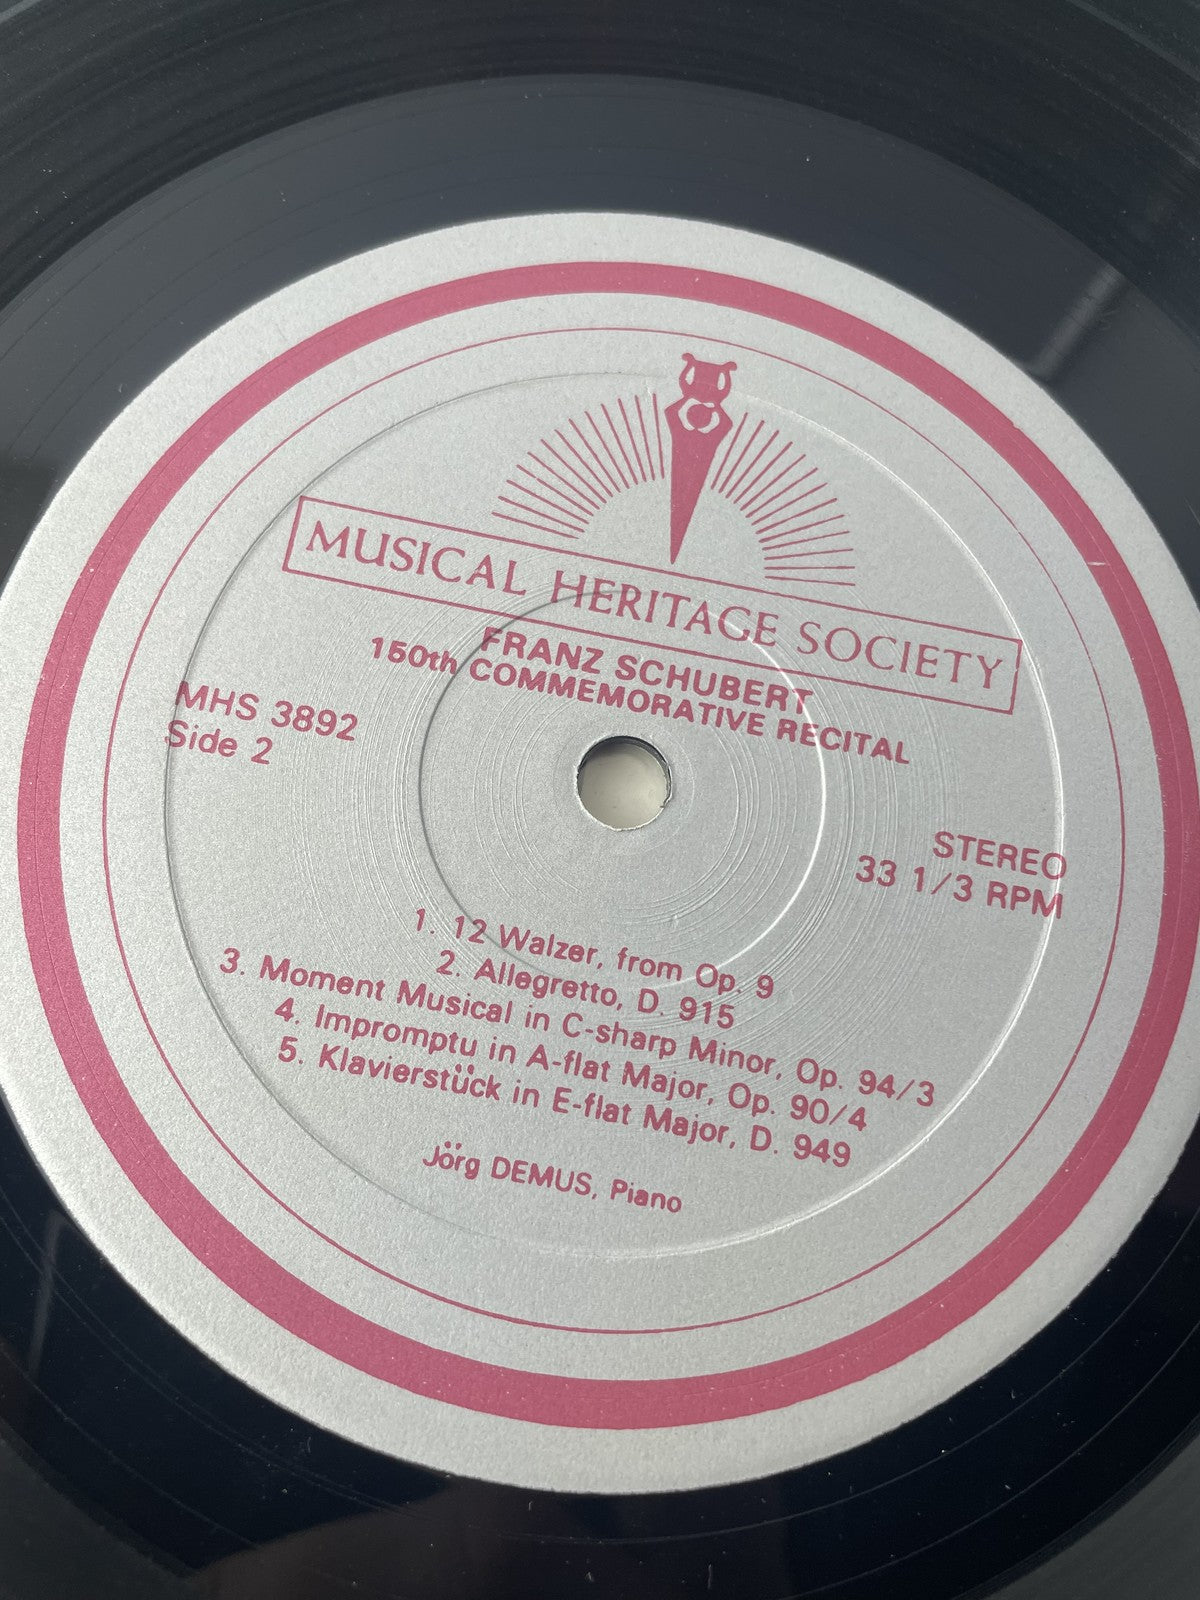 MUSICAL HERITAGE SOCIETY
FRANZ SCHUBERT
150th COMMEMORATIVE RECITAL
MHS 3892
Side 2
STEREO
33 1/3 RPM
1. 12 Walzer, from Op. 9
2. Allegretto, D. 915
3. Moment Musical in C-sharp Minor, Op. 94/3
4. Impromptu in A-flat Major, Op. 90/4
5. Klavierstück in E-flat Major, D. 949
Jörg DEMUS, Piano